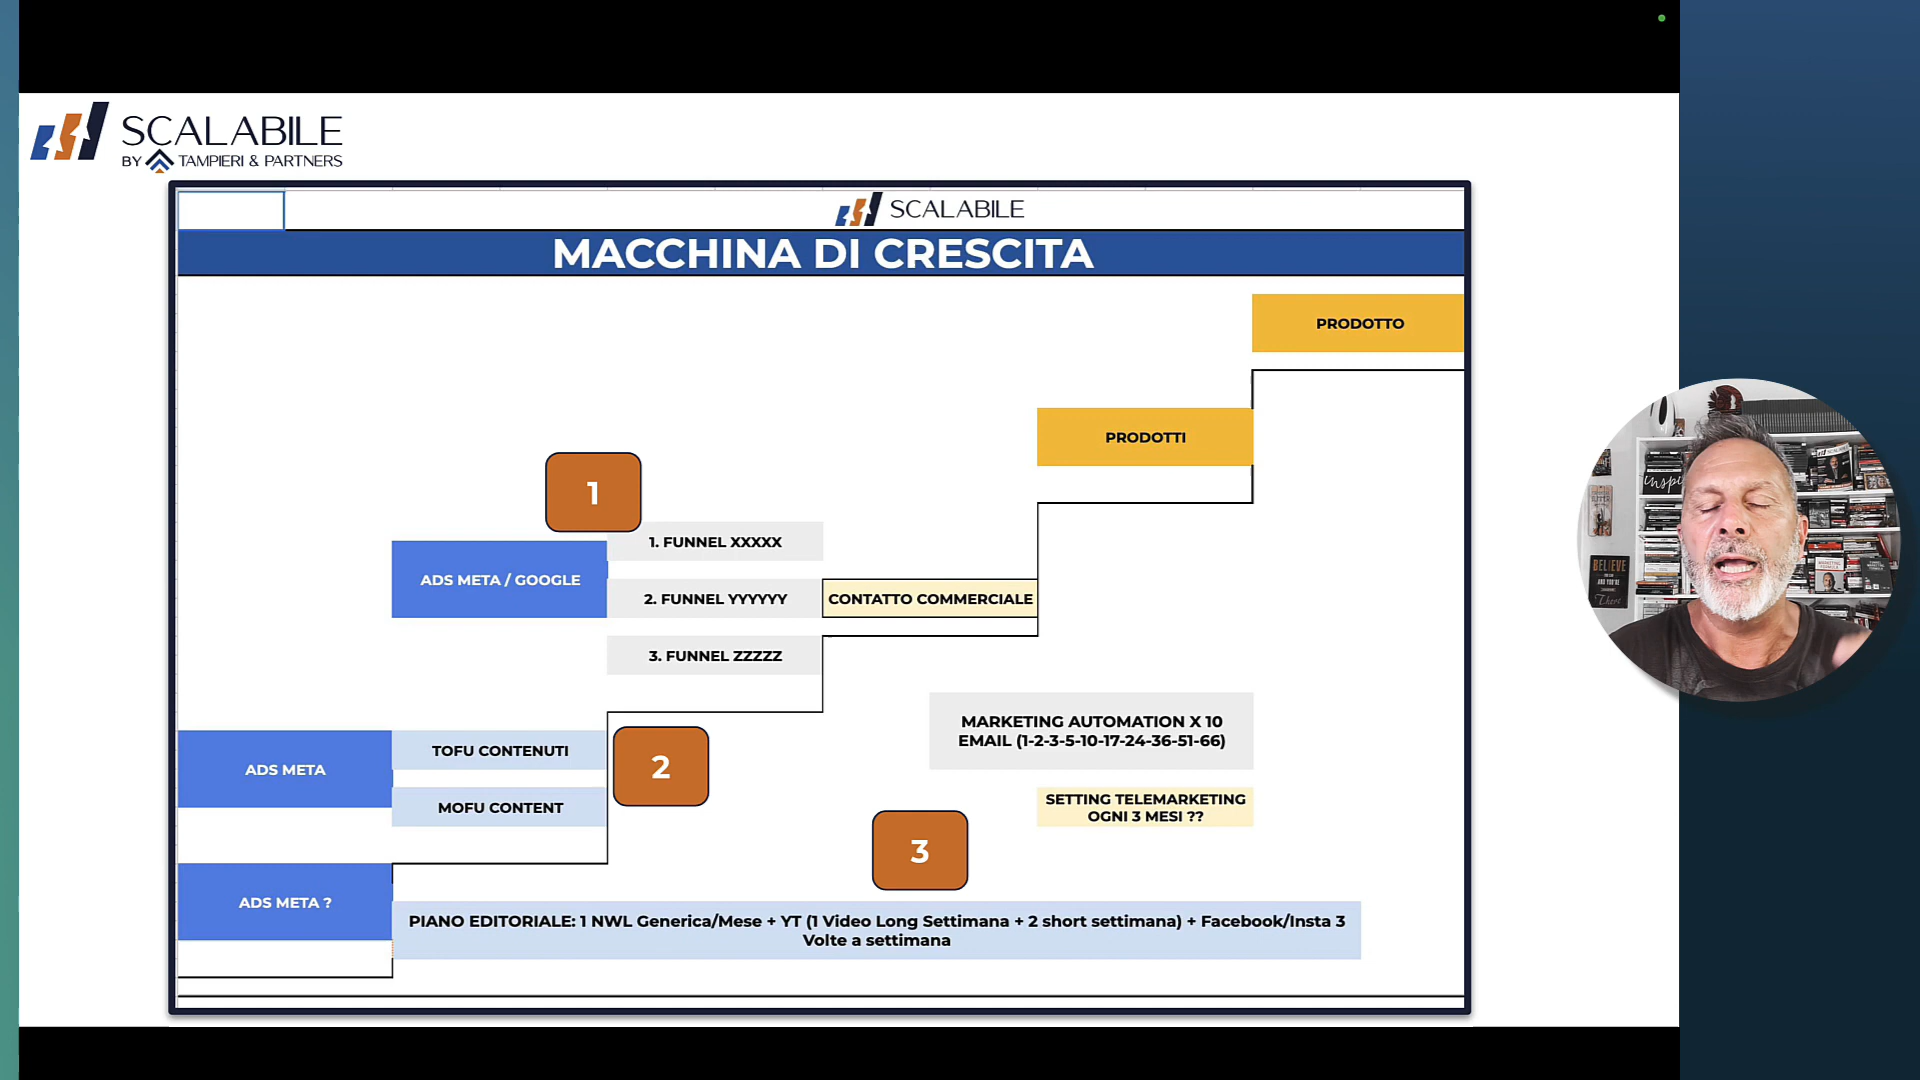 SCALABILE
BY TAMPIERI & PARTNERS
SCALABILE
MACCHINA DI CRESCITA
PRODOTTO
PRODOTTI
1
1. FUNNEL XXXXX
ADS META / GOOGLE
2. FUNNEL YYYYYY
CONTATTO COMMERCIALE
3. FUNNEL ZZZZZ
MARKETING AUTOMATION X 10
EMAIL (1-2-3-5-10-17-24-36-51-66)
ADS META
TOFU CONTENUTI
MOFU CONTENT
2
SETTING TELEMARKETING
OGNI 3 MESI ??
3
ADS META ?
PIANO EDITORIALE: 1 NWL Generica/Mese + YT (1 Video Long Settimana + 2 short settimana) + Facebook/Insta 3
Volte a settimana
BELIEVE